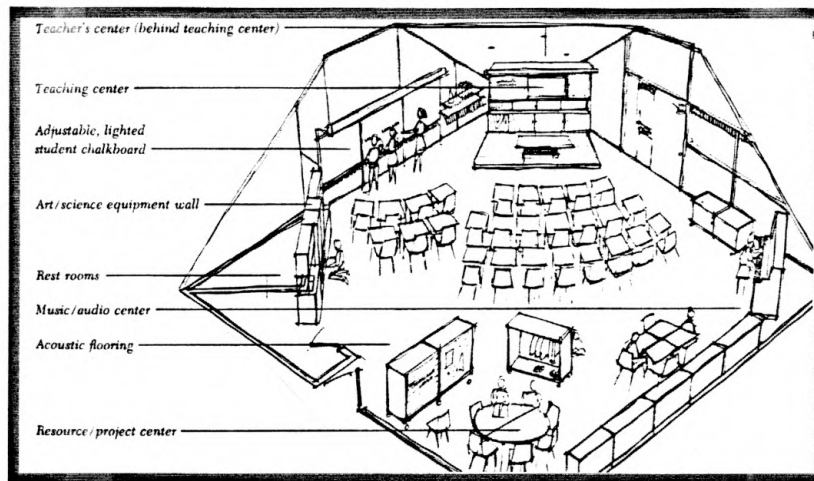 Teacher's center (behind teaching center)
Teaching center
Adjustable, lighted
student chalkboard
Art/science equipment wall
Rest rooms
Music/audio center
Acoustic flooring
Resource/project center